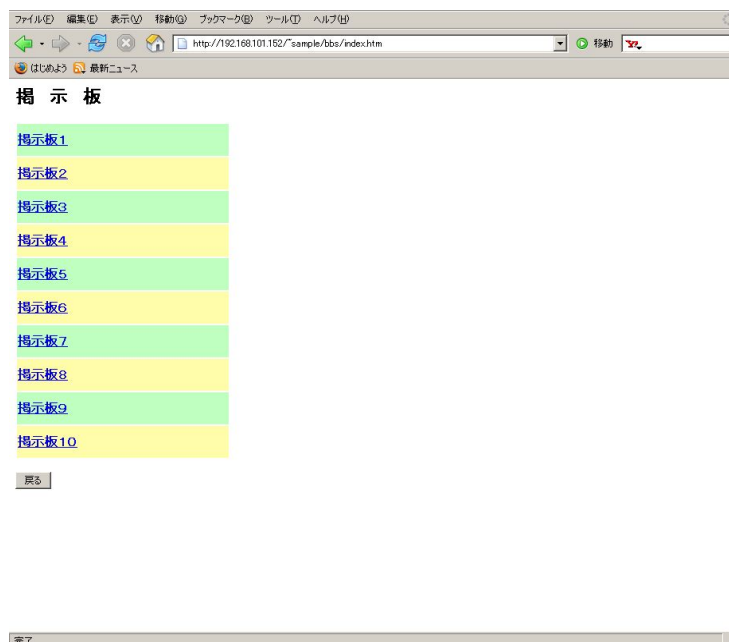 ファイル(F) 編集(E) 表示(V) 移動(G) ブックマーク(B) ツール(T) ヘルプ(H)
http://192.168.101.152/~sample/bbs/index.htm 移動
はじめよう 最新ニュース
掲 示 板
掲示板1
掲示板2
掲示板3
掲示板4
掲示板5
掲示板6
掲示板7
掲示板8
掲示板9
掲示板10
戻る
完了